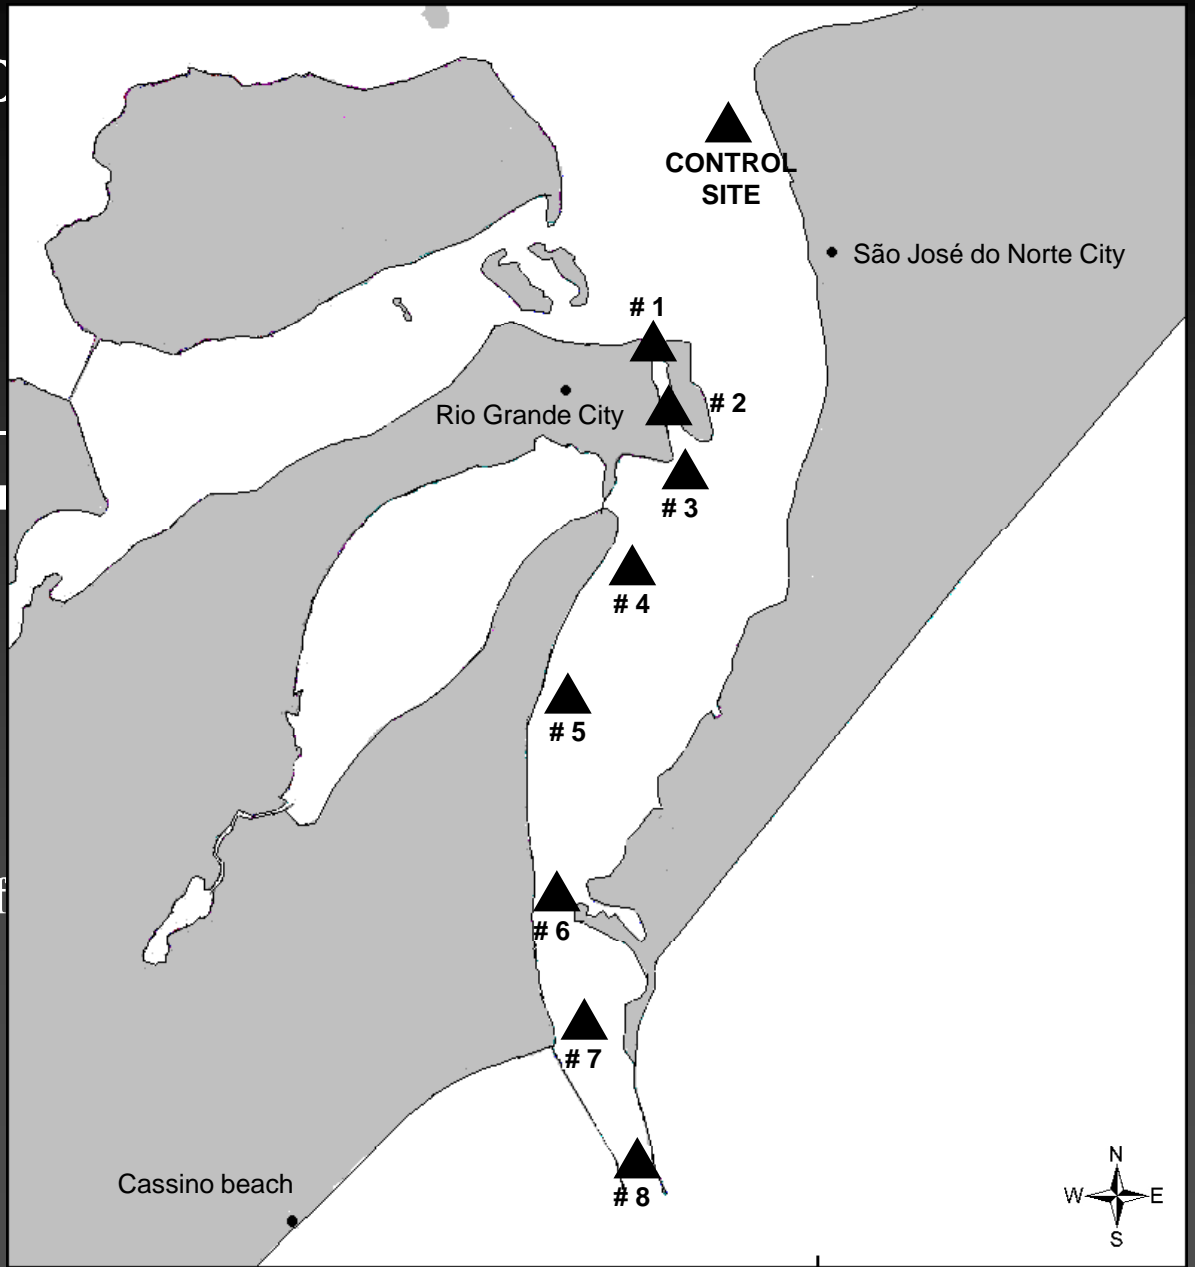 CONTROL
SITE
São José do Norte City
# 1
# 2
Rio Grande City
# 3
# 4
# 5
# 6
# 7
Cassino beach
# 8
N
W E
S